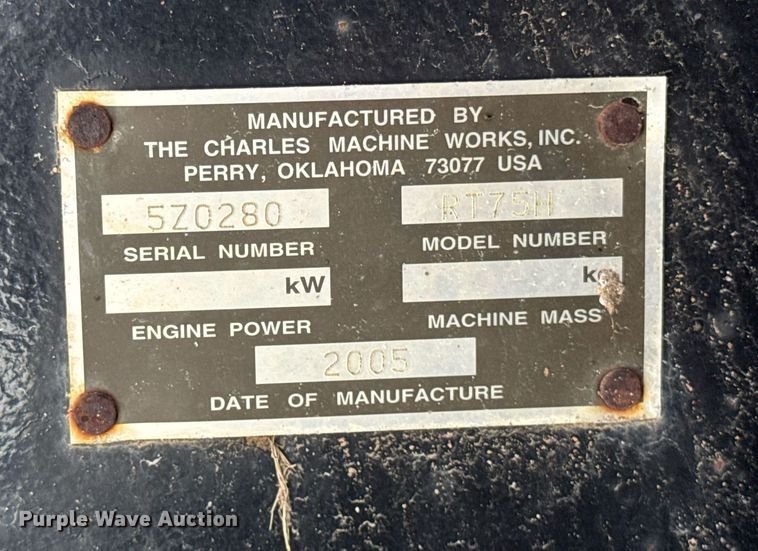 MANUFACTURED BY
THE CHARLES MACHINE WORKS, INC.
PERRY, OKLAHOMA 73077 USA
5Z0280 RT75H
SERIAL NUMBER MODEL NUMBER
kW kg
ENGINE POWER MACHINE MASS
2005
DATE OF MANUFACTURE
Purple Wave Auction